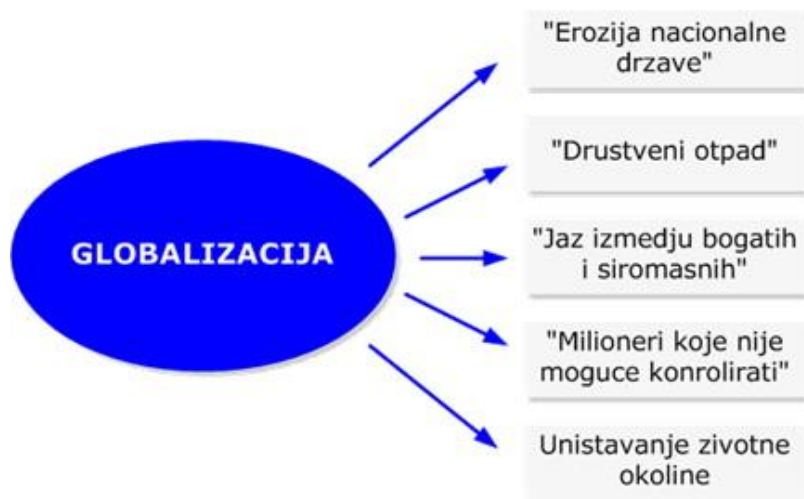 "Erozija nacionalne
drzave"
"Drustveni otpad"
GLOBALIZACIJA
"Jaz izmedju bogatih
i siromasnih"
"Milioneri koje nije
moguce konrolirati"
Unistavanje zivotne
okoline